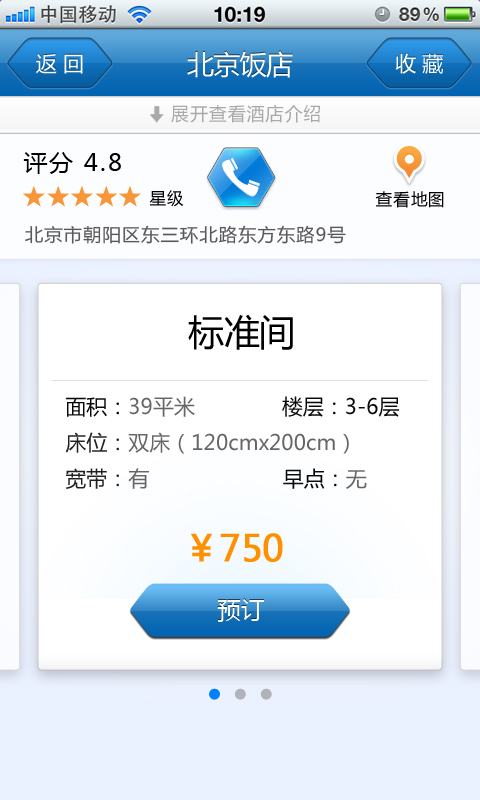 中国移动 10:19 89%
返回 北京饭店 收藏
展开查看酒店介绍
评分 4.8
星级 查看地图
北京市朝阳区东三环北路东方东路9号
标准间
面积：39平米 楼层：3-6层
床位：双床（120cmx200cm）
宽带：有 早点：无
￥750
预订